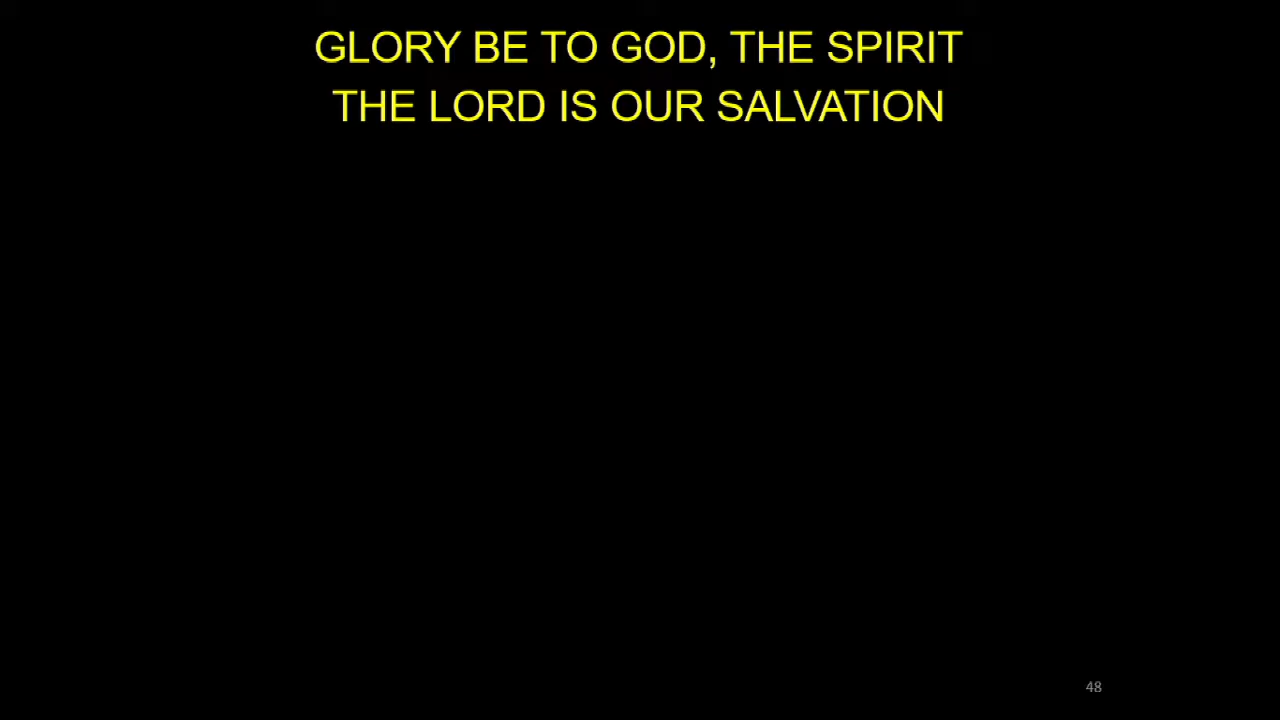 GLORY BE TO GOD, THE SPIRIT
THE LORD IS OUR SALVATION
48